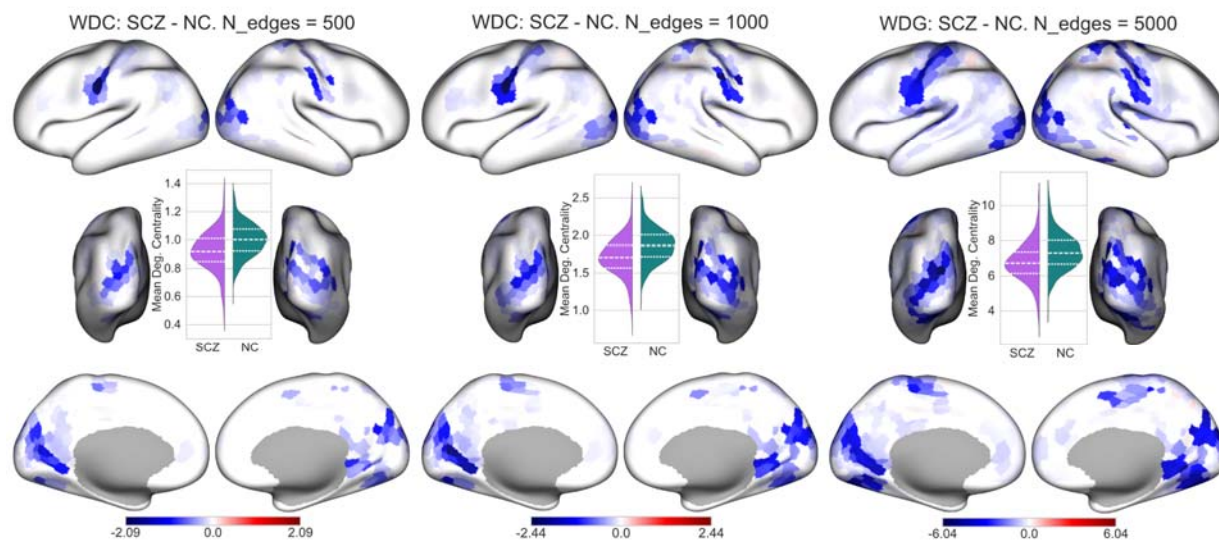 WDC: SCZ - NC. N_edges = 500
WDC: SCZ - NC. N_edges = 1000
WDG: SCZ - NC. N_edges = 5000
Mean Deg. Centrality
1.4
1.2
1.0
0.8
0.6
0.4
SCZ NC
Mean Deg. Centrality
2.5
2.0
1.5
1.0
SCZ NC
Mean Deg. Centrality
10
8
6
4
SCZ NC
-2.09 0.0 2.09
-2.44 0.0 2.44
-6.04 0.0 6.04